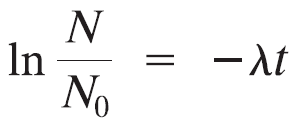 ln N/N₀ = −λt